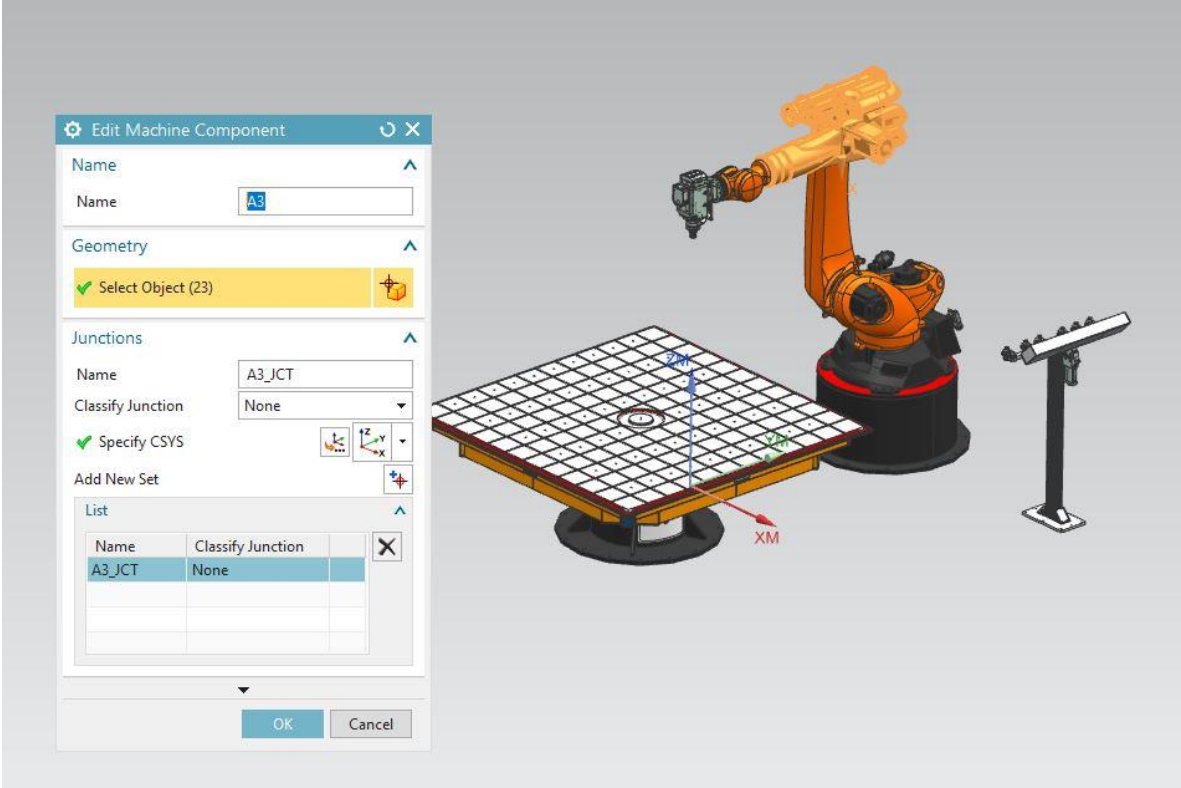 Edit Machine Component
Name
Name A3
Geometry
Select Object (23)
Junctions
Name A3_JCT
Classify Junction None
Specify CSYS
Z Y X
Add New Set
List
Name Classify Junction
A3_JCT None
OK Cancel
X
ZM
YM
XM